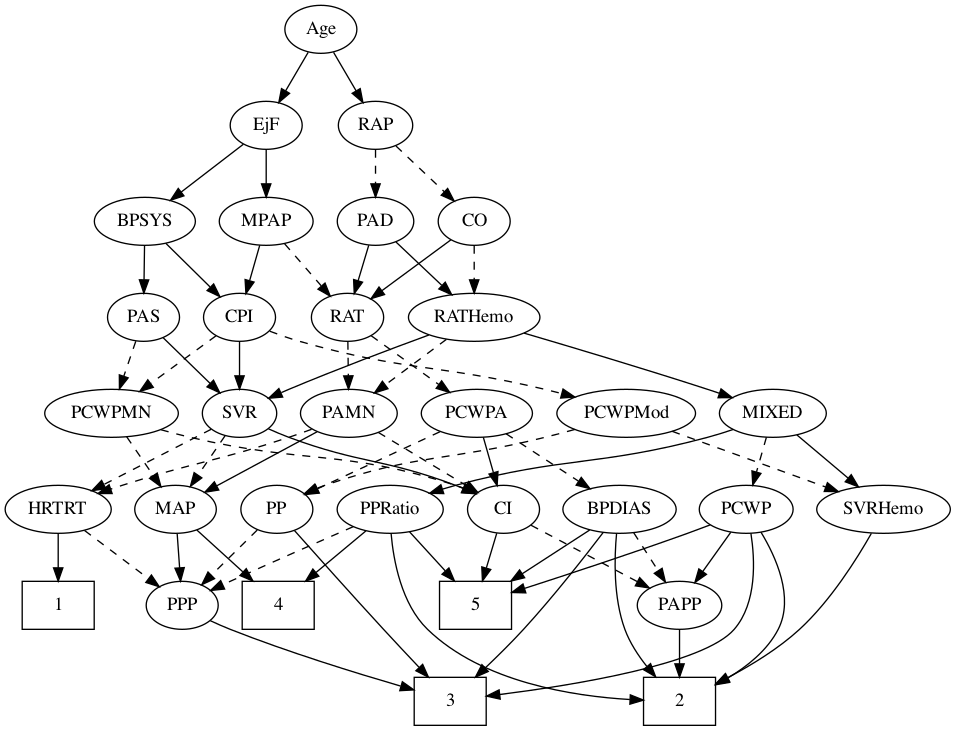 Age
EjF
RAP
BPSYS
MPAP
PAD
CO
PAS
CPI
RAT
RATHemo
PCWPMN
SVR
PAMN
PCWPA
PCWPMod
MIXED
HRTRT
MAP
PP
PPRatio
CI
BPDIAS
PCWP
SVRHemo
1
PPP
4
5
PAPP
3
2